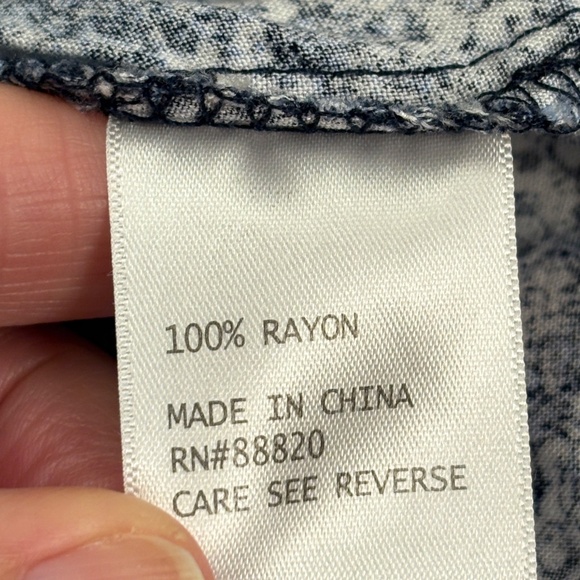 100% RAYON
MADE IN CHINA
RN#88820
CARE SEE REVERSE